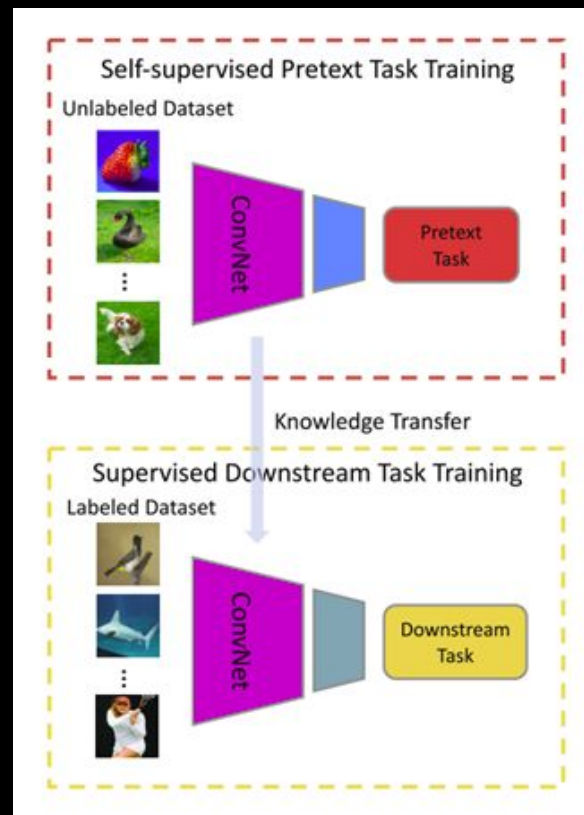 Self-supervised Pretext Task Training
Unlabeled Dataset
ConvNet
Pretext
Task
Knowledge Transfer
Supervised Downstream Task Training
Labeled Dataset
ConvNet
Downstream
Task